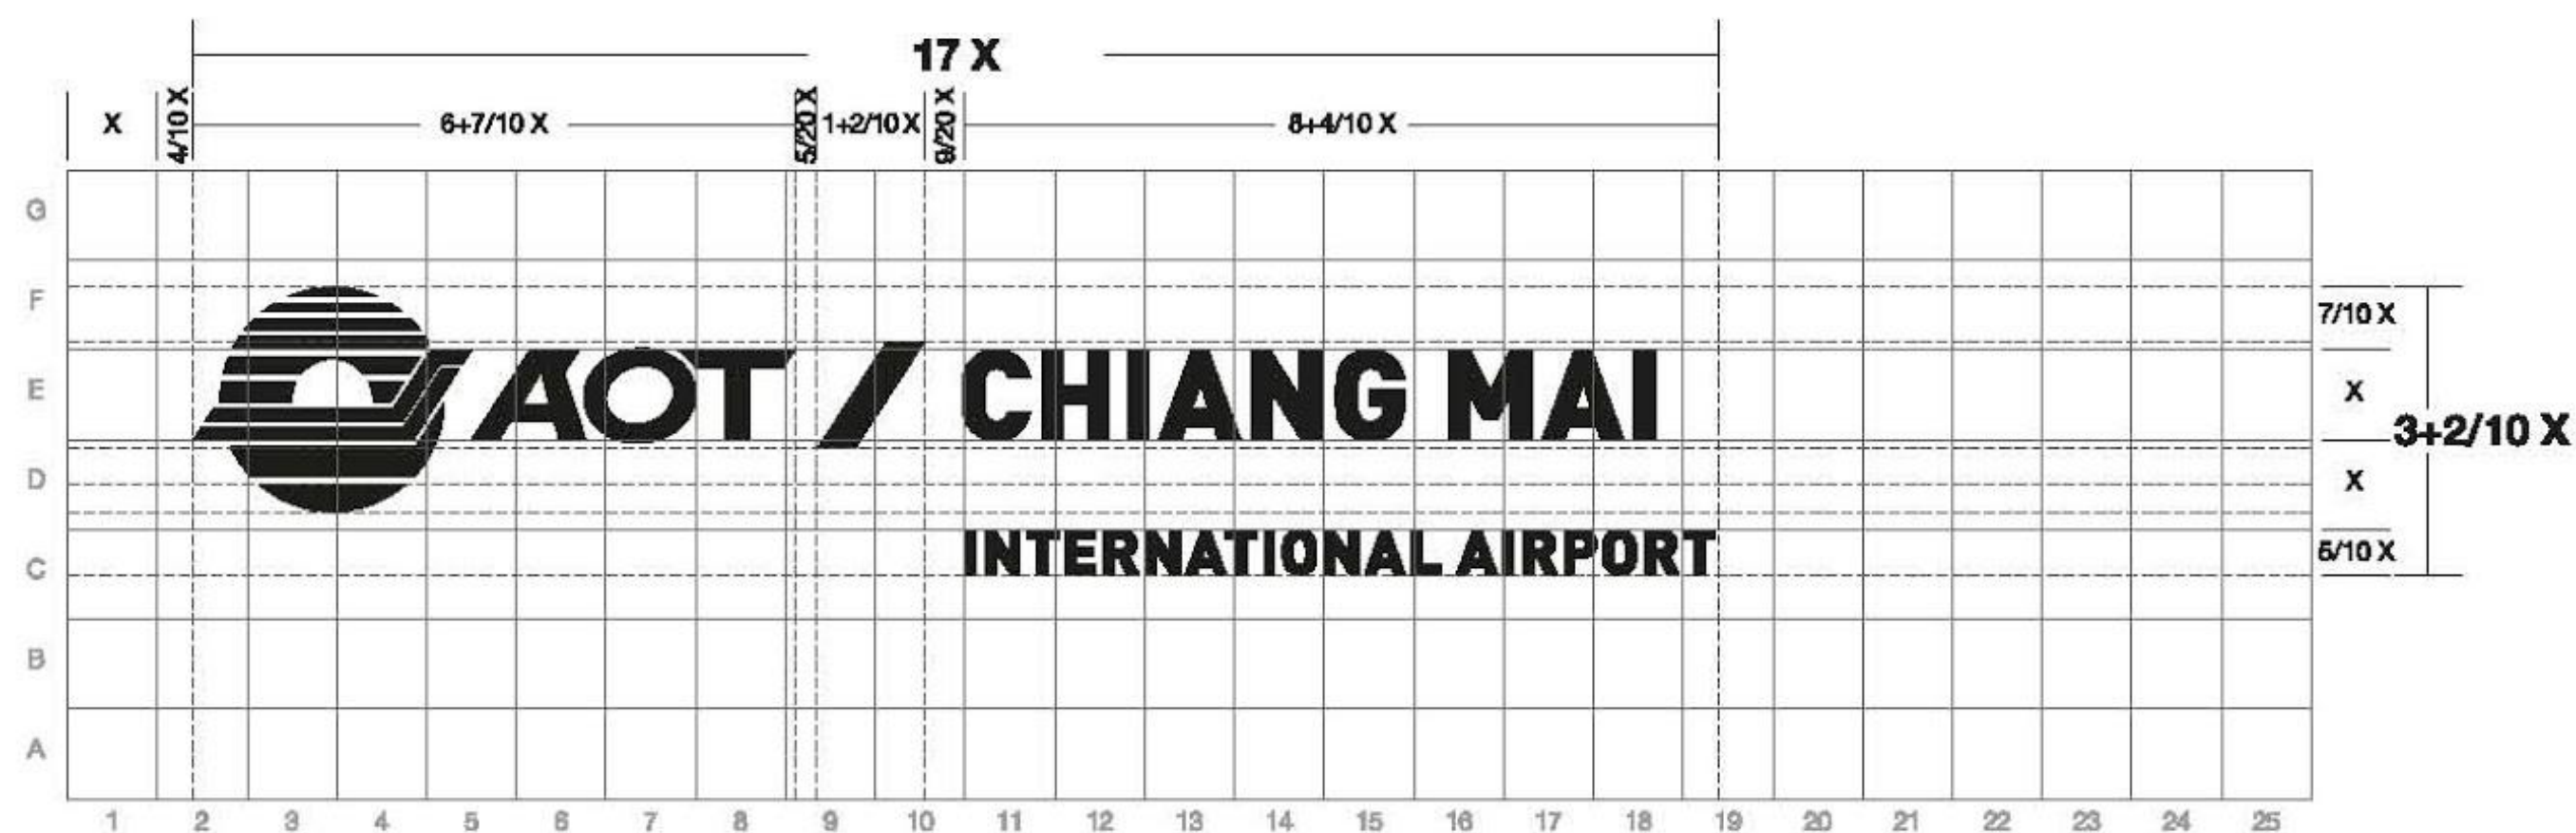 17 X
X 4/10 X 6+7/10 X 5/20 X 1+2/10 X 9/20 X 8+4/10 X
G
F 7/10 X
AOT / CHIANG MAI
E X
3+2/10 X
D X
INTERNATIONAL AIRPORT
C 5/10 X
B
A
1 2 3 4 5 6 7 8 9 10 11 12 13 14 15 16 17 18 19 20 21 22 23 24 25